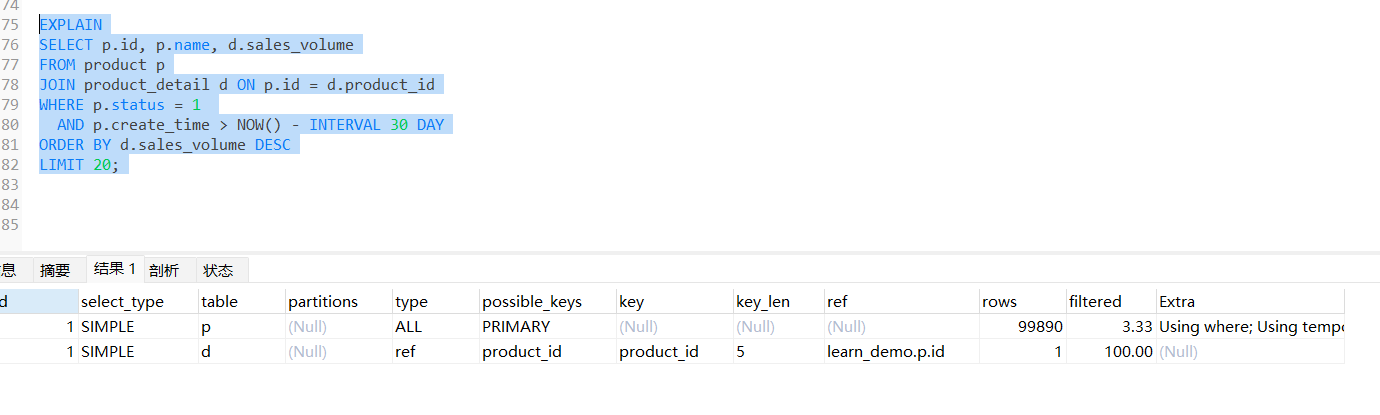 74
75 EXPLAIN
76 SELECT p.id, p.name, d.sales_volume
77 FROM product p
78 JOIN product_detail d ON p.id = d.product_id
79 WHERE p.status = 1
80 AND p.create_time > NOW() - INTERVAL 30 DAY
81 ORDER BY d.sales_volume DESC
82 LIMIT 20;
83
84
85
息 摘要 结果 1 剖析 状态
d select_type table partitions type possible_keys key key_len ref rows filtered Extra
1 SIMPLE p (Null) ALL PRIMARY (Null) (Null) (Null) 99890 3.33 Using where; Using tempo
1 SIMPLE d (Null) ref product_id product_id 5 learn_demo.p.id 1 100.00 (Null)